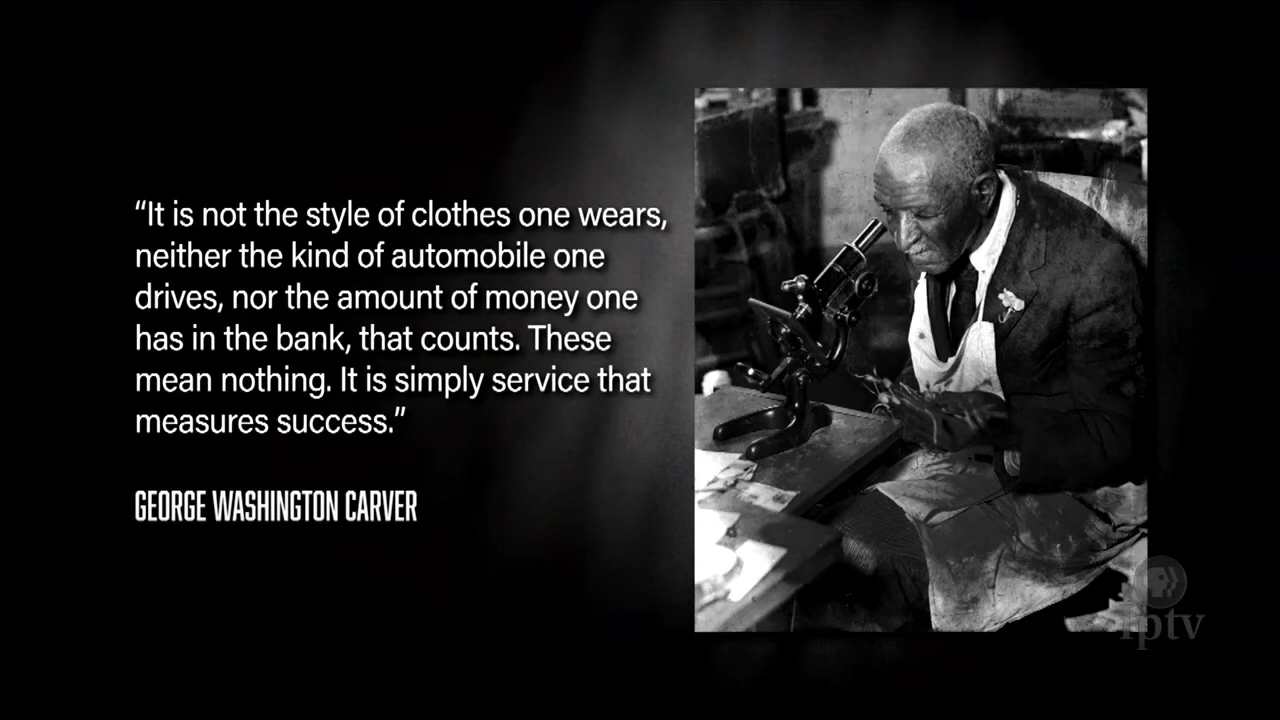 “It is not the style of clothes one wears,
neither the kind of automobile one
drives, nor the amount of money one
has in the bank, that counts. These
mean nothing. It is simply service that
measures success.”
GEORGE WASHINGTON CARVER
iptv